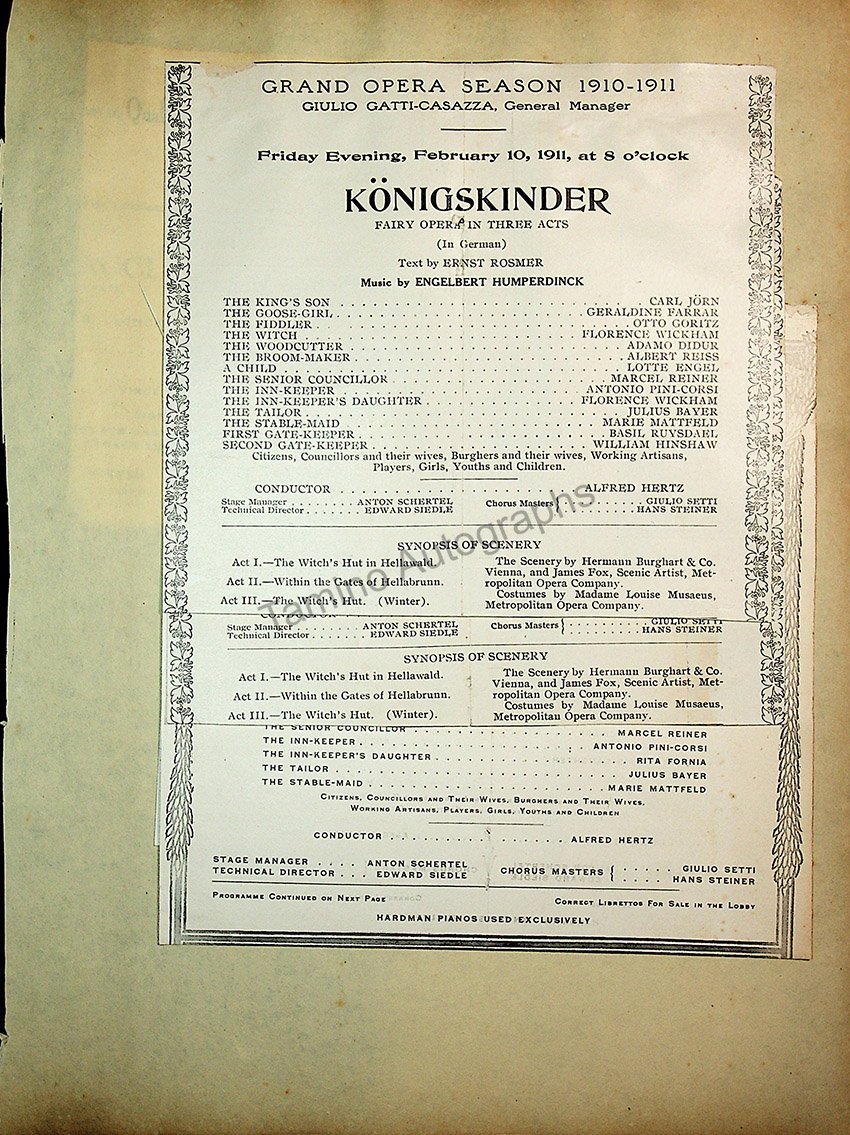 GRAND OPERA SEASON 1910-1911
GIULIO GATTI-CASAZZA, General Manager
Friday Evening, February 10, 1911, at 8 o'clock
KÖNIGSKINDER
FAIRY OPERA IN THREE ACTS
(In German)
Text by ERNST ROSMER
Music by ENGELBERT HUMPERDINCK
THE KING'S SON . . . . . . . . . . CARL JÖRN
THE GOOSE-GIRL . . . . . . . . . . GERALDINE FARRAR
THE FIDDLER . . . . . . . . . . OTTO GORITZ
THE WITCH . . . . . . . . . . FLORENCE WICKHAM
THE WOODCUTTER . . . . . . . . . . ADAMO DIDUR
THE BROOM-MAKER . . . . . . . . . . ALBERT REISS
A CHILD . . . . . . . . . . LOTTE ENGEL
THE SENIOR COUNCILLOR . . . . . . . . . . MARCEL REINER
THE INN-KEEPER . . . . . . . . . . ANTONIO PINI-CORSI
THE INN-KEEPER'S DAUGHTER . . . . . . . . . . FLORENCE WICKHAM
THE TAILOR . . . . . . . . . . JULIUS BAYER
THE STABLE-MAID . . . . . . . . . . MARIE MATTFELD
FIRST GATE-KEEPER . . . . . . . . . . BASIL RUYSDAEL
SECOND GATE-KEEPER . . . . . . . . . . WILLIAM HINSHAW
Citizens, Councillors and their wives, Burghers and their wives, Working Artisans,
Players, Girls, Youths and Children.
CONDUCTOR . . . . . . . . . . ALFRED HERTZ
Stage Manager . . . . . . ANTON SCHERTEL Chorus Masters { . . . . . . GIULIO SETTI
Technical Director . . . . . . EDWARD SIEDLE . . . . . . HANS STEINER
SYNOPSIS OF SCENERY
Act I.—The Witch's Hut in Hellawald.
Act II.—Within the Gates of Hellabrunn.
Act III.—The Witch's Hut. (Winter).
The Scenery by Hermann Burghart & Co.
Vienna, and James Fox, Scenic Artist, Met-
ropolitan Opera Company.
Costumes by Madame Louise Musaeus,
Metropolitan Opera Company.
Tamino Autographs
Stage Manager . . . . . . ANTON SCHERTEL Chorus Masters { . . . . . . GIULIO SETTI
Technical Director . . . . . . EDWARD SIEDLE . . . . . . HANS STEINER
SYNOPSIS OF SCENERY
Act I.—The Witch's Hut in Hellawald.
Act II.—Within the Gates of Hellabrunn.
Act III.—The Witch's Hut. (Winter).
The Scenery by Hermann Burghart & Co.
Vienna, and James Fox, Scenic Artist, Met-
ropolitan Opera Company.
Costumes by Madame Louise Musaeus,
Metropolitan Opera Company.
THE SENIOR COUNCILLOR . . . . . . . . . . MARCEL REINER
THE INN-KEEPER . . . . . . . . . . ANTONIO PINI-CORSI
THE INN-KEEPER'S DAUGHTER . . . . . . . . . . RITA FORNIA
THE TAILOR . . . . . . . . . . JULIUS BAYER
THE STABLE-MAID . . . . . . . . . . MARIE MATTFELD
CITIZENS, COUNCILLORS AND THEIR WIVES, BURGHERS AND THEIR WIVES,
WORKING ARTISANS, PLAYERS, GIRLS, YOUTHS AND CHILDREN
CONDUCTOR . . . . . . . . . . ALFRED HERTZ
STAGE MANAGER . . . . ANTON SCHERTEL CHORUS MASTERS { . . . . . GIULIO SETTI
TECHNICAL DIRECTOR . . . EDWARD SIEDLE . . . . HANS STEINER
PROGRAMME CONTINUED ON NEXT PAGE CORRECT LIBRETTOS FOR SALE IN THE LOBBY
HARDMAN PIANOS USED EXCLUSIVELY